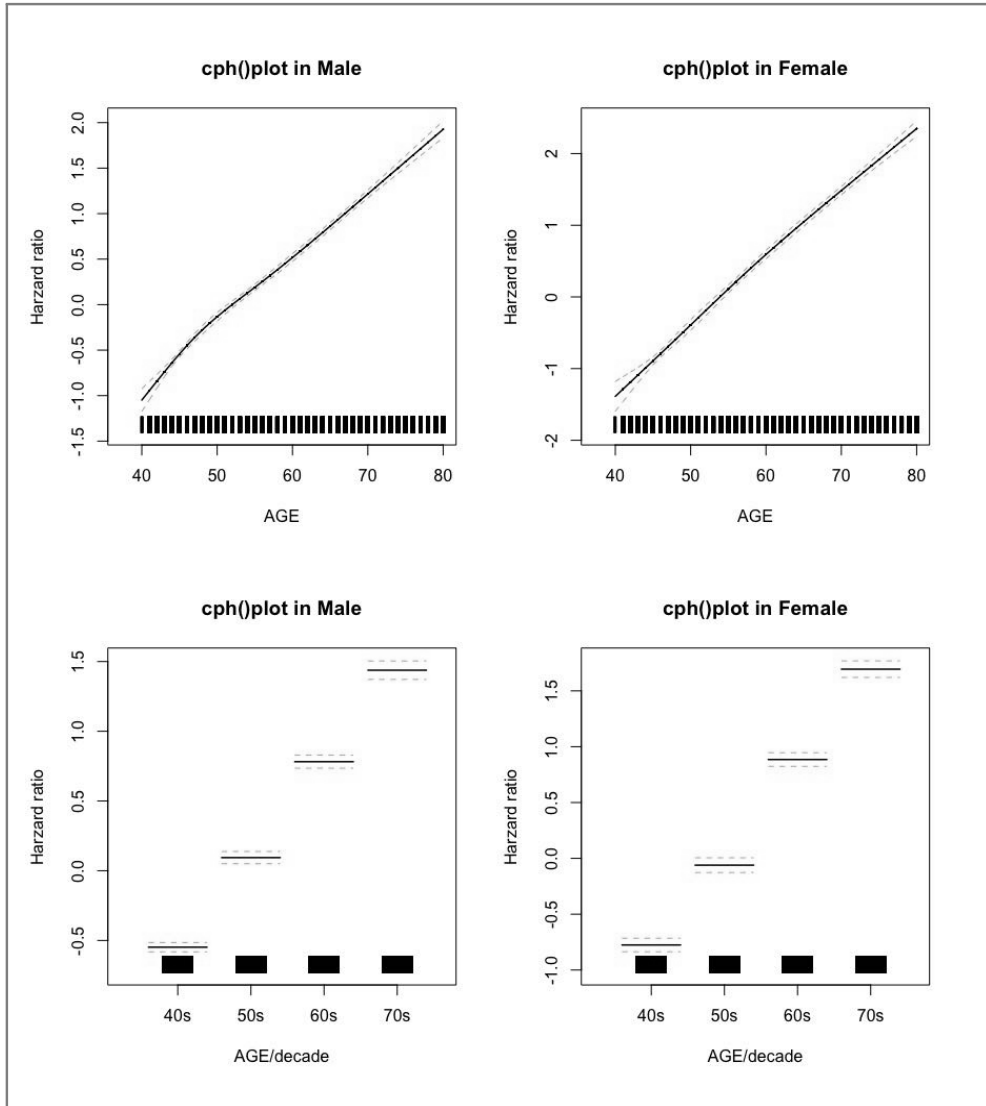 cph()plot in Male
Harzard ratio
2.0
1.5
1.0
0.5
0.0
-0.5
-1.0
-1.5
40 50 60 70 80
AGE
cph()plot in Female
Harzard ratio
2
1
0
-1
-2
40 50 60 70 80
AGE
cph()plot in Male
Harzard ratio
1.5
1.0
0.5
0.0
-0.5
40s 50s 60s 70s
AGE/decade
cph()plot in Female
Harzard ratio
1.5
1.0
0.5
0.0
-0.5
-1.0
40s 50s 60s 70s
AGE/decade